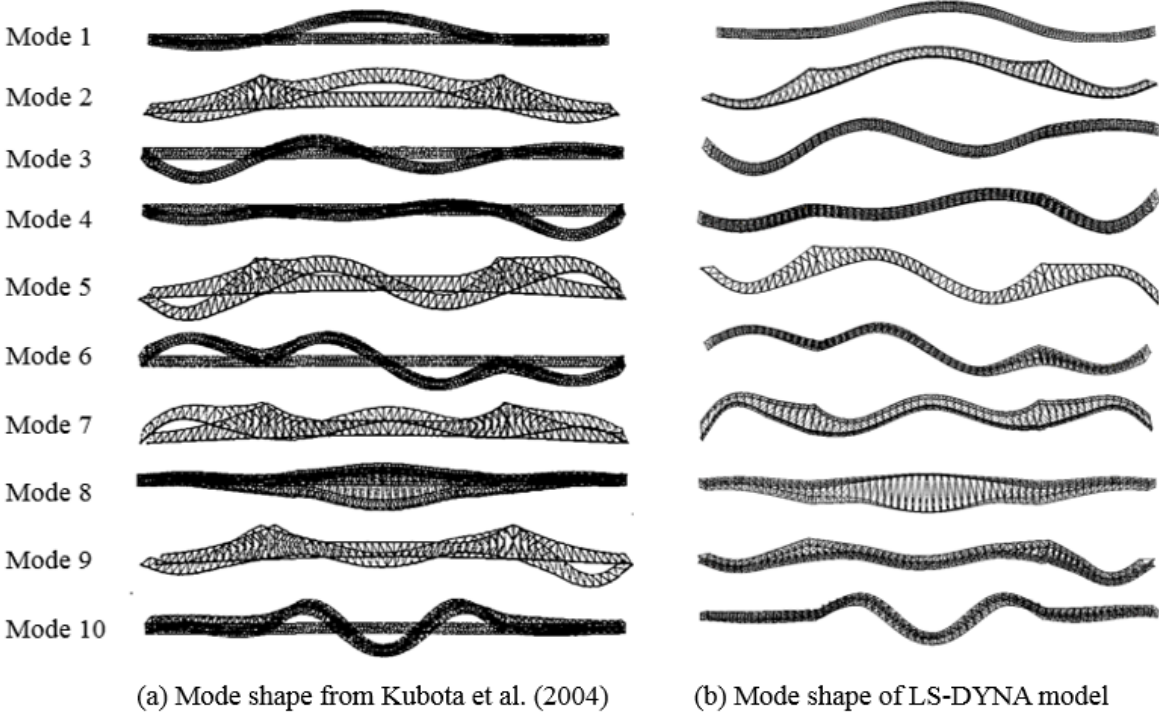 Mode 1
Mode 2
Mode 3
Mode 4
Mode 5
Mode 6
Mode 7
Mode 8
Mode 9
Mode 10
(a) Mode shape from Kubota et al. (2004)
(b) Mode shape of LS-DYNA model